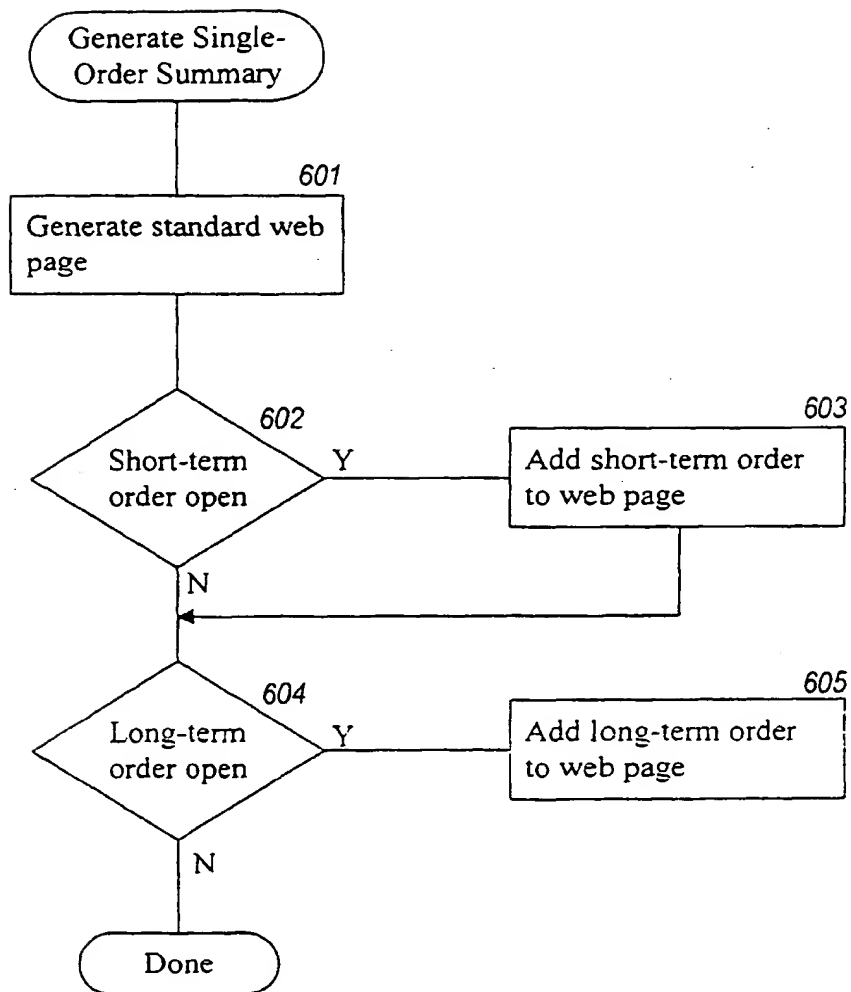 Generate Single-
Order Summary
601
Generate standard web
page
602
Short-term
order open
Y
N
603
Add short-term order
to web page
604
Long-term
order open
Y
N
605
Add long-term order
to web page
Done